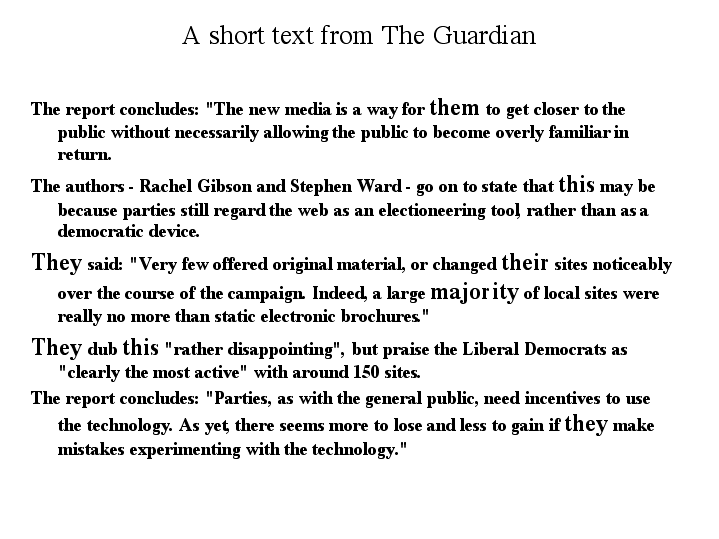 A short text from The Guardian
The report concludes: "The new media is a way for them to get closer to the
public without necessarily allowing the public to become overly familiar in
return.
The authors - Rachel Gibson and Stephen Ward - go on to state that this may be
because parties still regard the web as an electioneering tool, rather than as a
democratic device.
They said: "Very few offered original material, or changed their sites noticeably
over the course of the campaign. Indeed, a large majority of local sites were
really no more than static electronic brochures."
They dub this "rather disappointing", but praise the Liberal Democrats as
"clearly the most active" with around 150 sites.
The report concludes: "Parties, as with the general public, need incentives to use
the technology. As yet, there seems more to lose and less to gain if they make
mistakes experimenting with the technology."